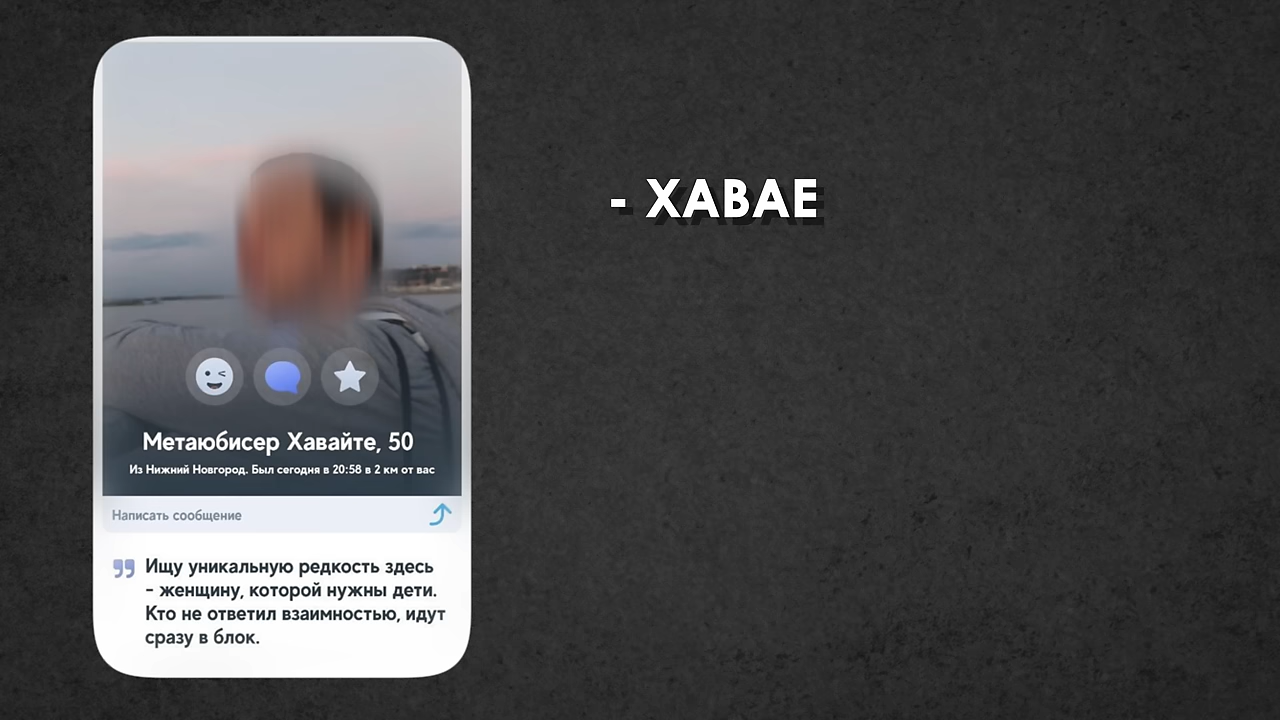 Метаюбисер Хавайте, 50
Из Нижний Новгород. Был сегодня в 20:58 в 2 км от вас
Написать сообщение
Ищу уникальную редкость здесь
- женщину, которой нужны дети.
Кто не ответил взаимностью, идут
сразу в блок.
- ХАВАЕ